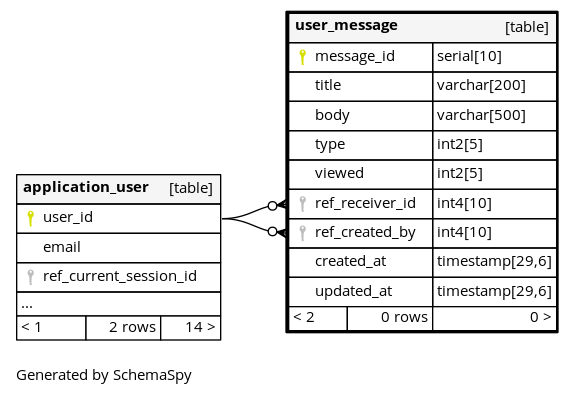 user_message [table]
message_id serial[10]
title varchar[200]
body varchar[500]
type int2[5]
viewed int2[5]
ref_receiver_id int4[10]
ref_created_by int4[10]
created_at timestamp[29,6]
updated_at timestamp[29,6]
< 2 0 rows 0 >
application_user [table]
user_id
email
ref_current_session_id
...
< 1 2 rows 14 >
Generated by SchemaSpy